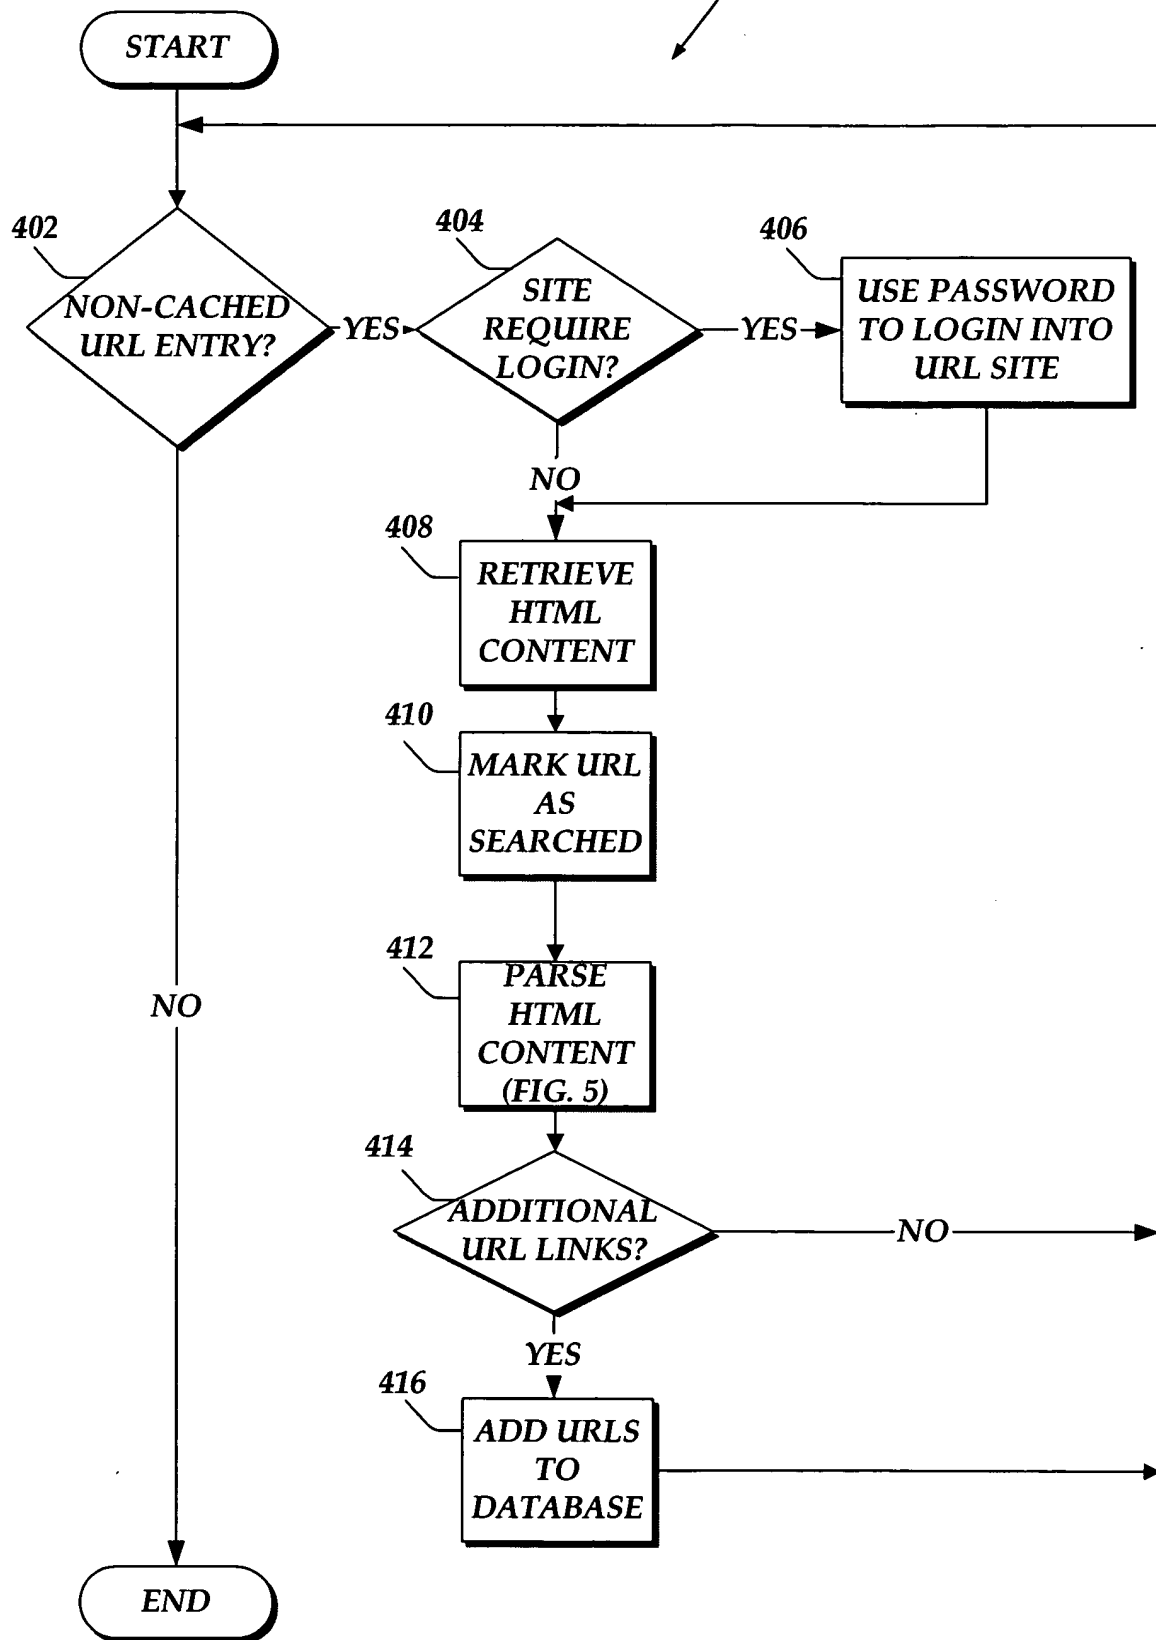 START
402
NON-CACHED
URL ENTRY?
YES
404
SITE
REQUIRE
LOGIN?
YES
406
USE PASSWORD
TO LOGIN INTO
URL SITE
NO
408
RETRIEVE
HTML
CONTENT
410
MARK URL
AS
SEARCHED
412
PARSE
HTML
CONTENT
(FIG. 5)
NO
414
ADDITIONAL
URL LINKS?
NO
YES
416
ADD URLS
TO
DATABASE
END